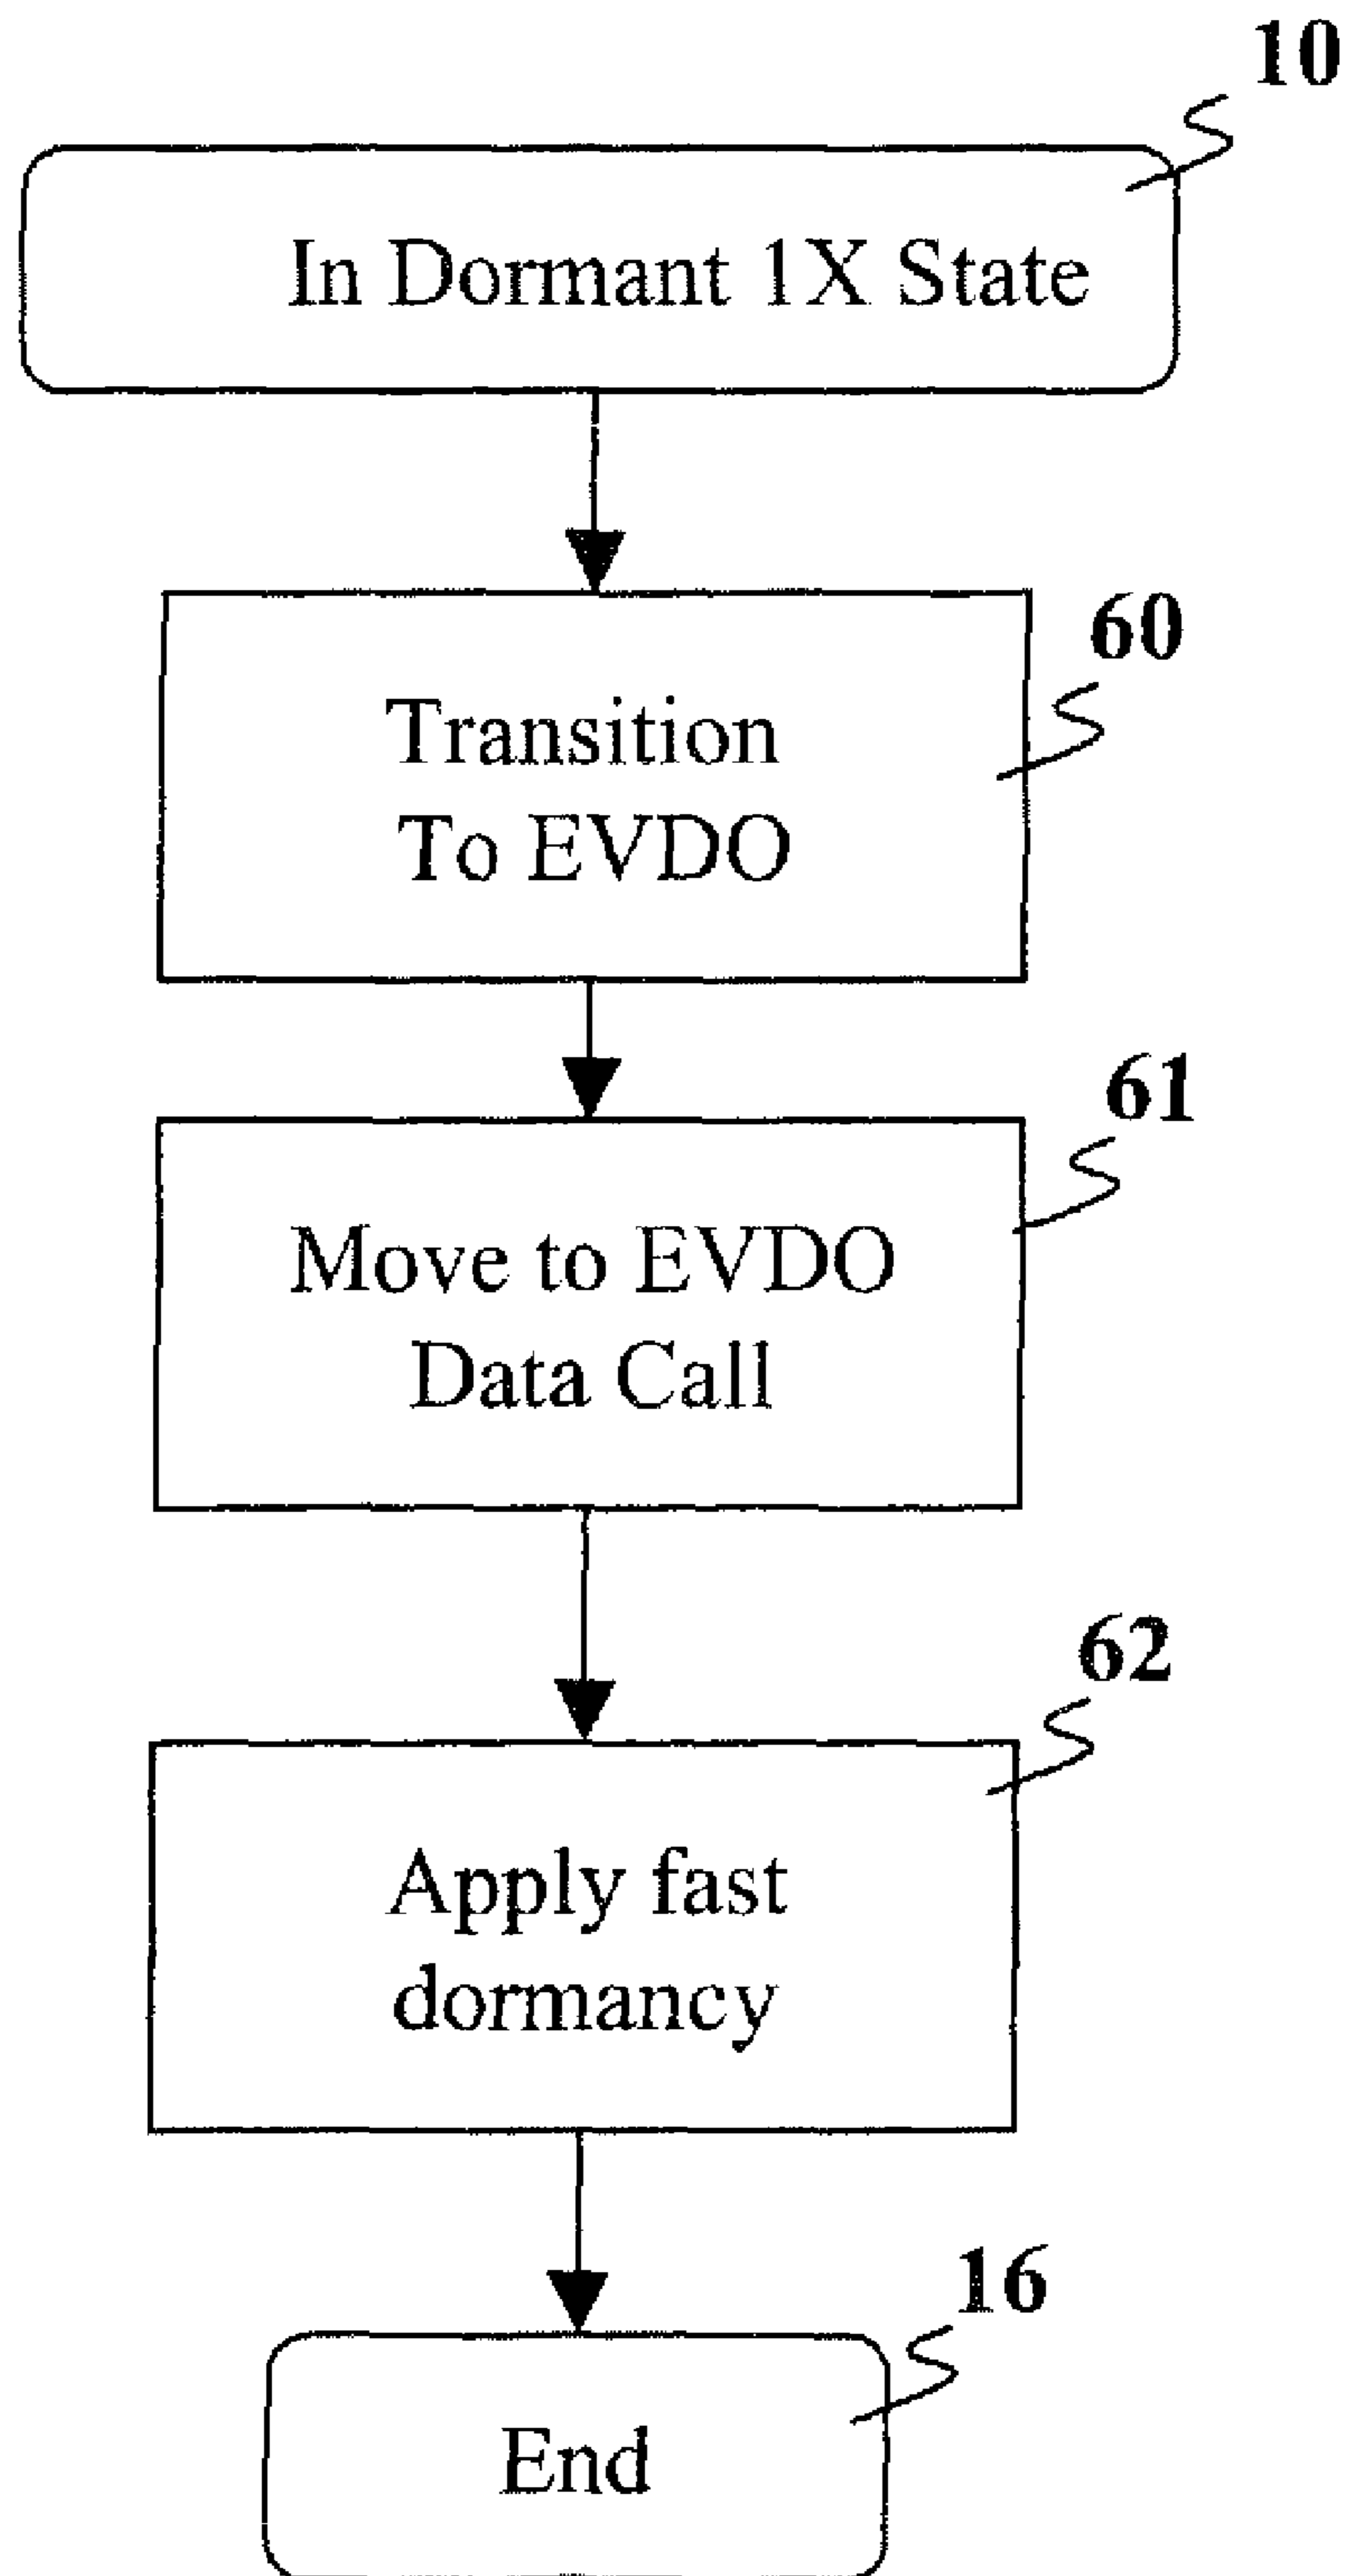 10
In Dormant 1X State
60
Transition
To EVDO
61
Move to EVDO
Data Call
62
Apply fast
dormancy
16
End